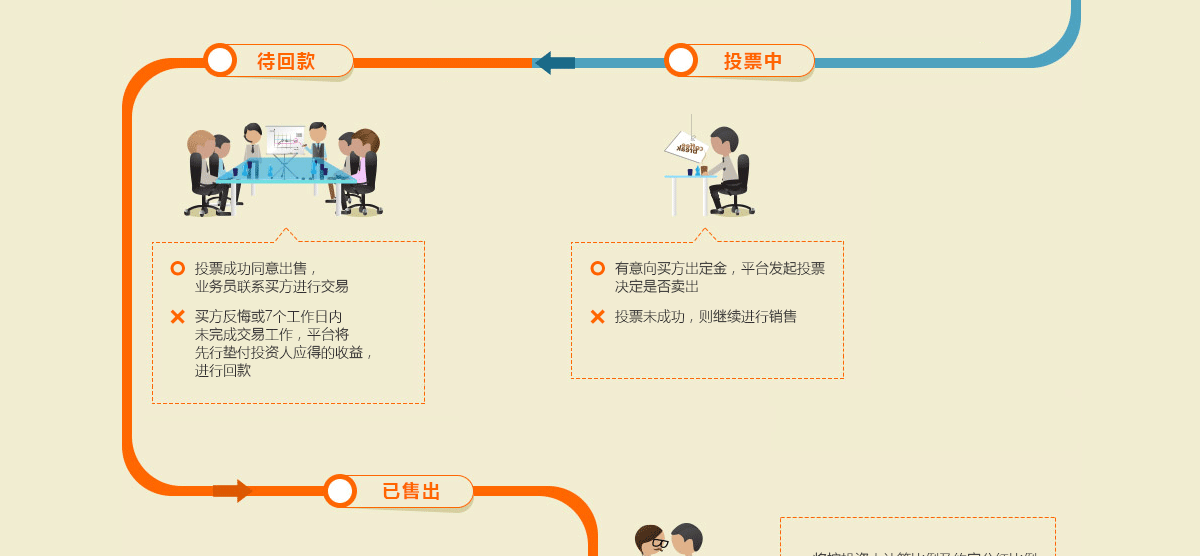 待回款
投票中
投票成功同意出售，
业务员联系买方进行交易
买方反悔或7个工作日内
未完成交易工作，平台将
先行垫付投资人应得的收益，
进行回款
有意向买方出定金，平台发起投票
决定是否卖出
投票未成功，则继续进行销售
已售出